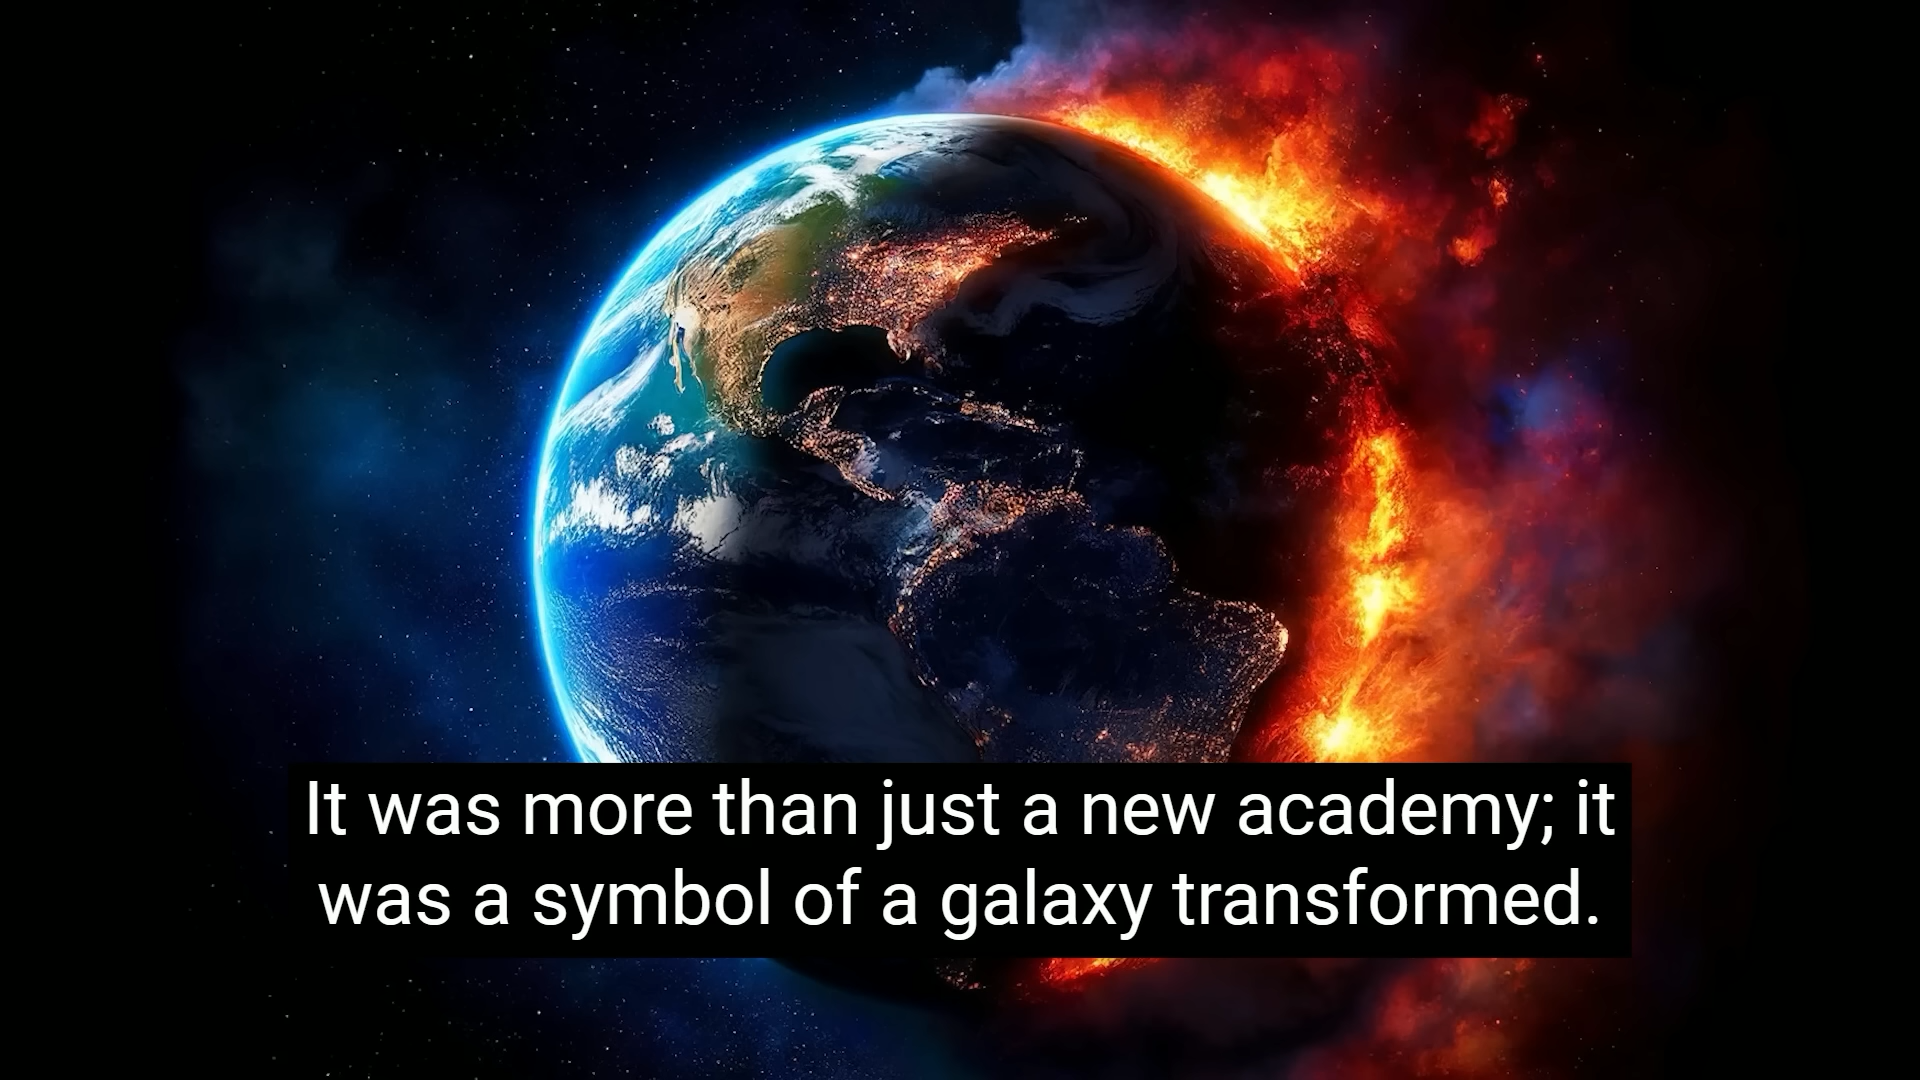 It was more than just a new academy; it
was a symbol of a galaxy transformed.